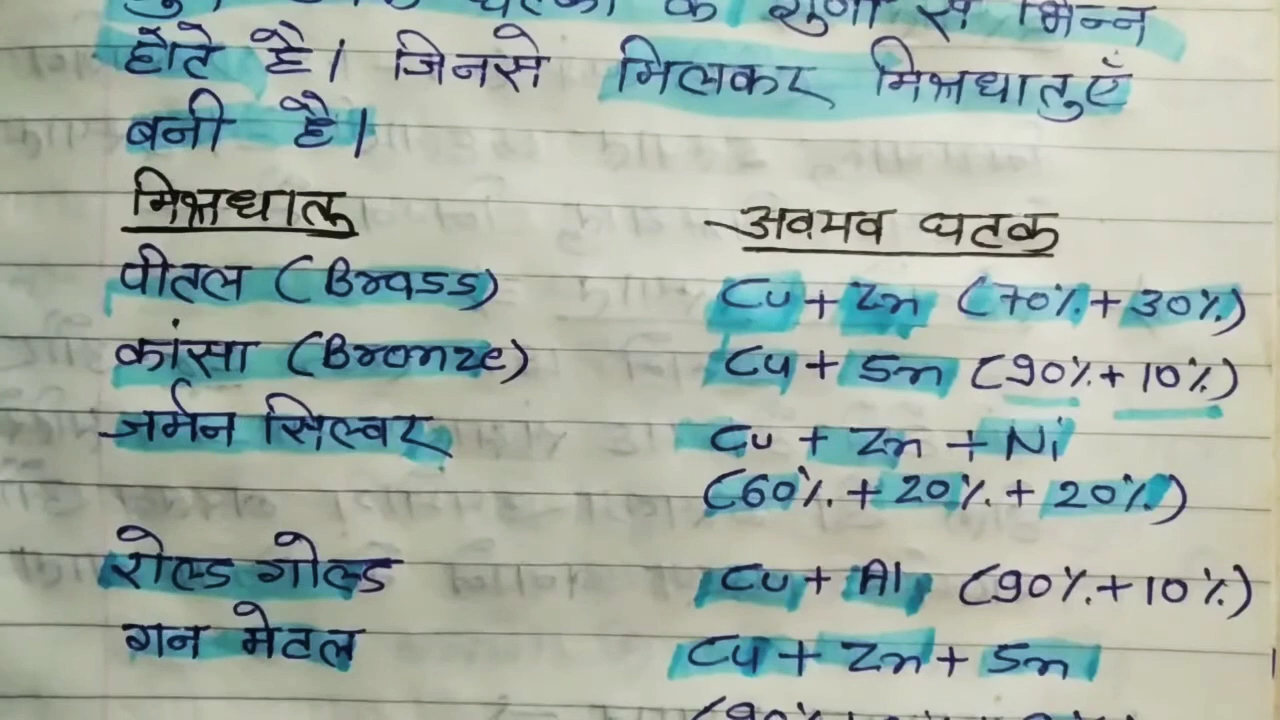 के गुणों से भिन्न
होते है। जिनसे मिलकर मिश्रधातुएँ
बनी है।
मिश्रधातु अवयव घटक
पीतल (Brass) Cu + Zn (70% + 30%)
कांसा (Bronze) Cu + Sn (90% + 10%)
जर्मन सिल्वर Cu + Zn + Ni
(60% + 20% + 20%)
रोल्ड गोल्ड Cu + Al (90% + 10%)
गन मेटल Cu + Zn + Sn